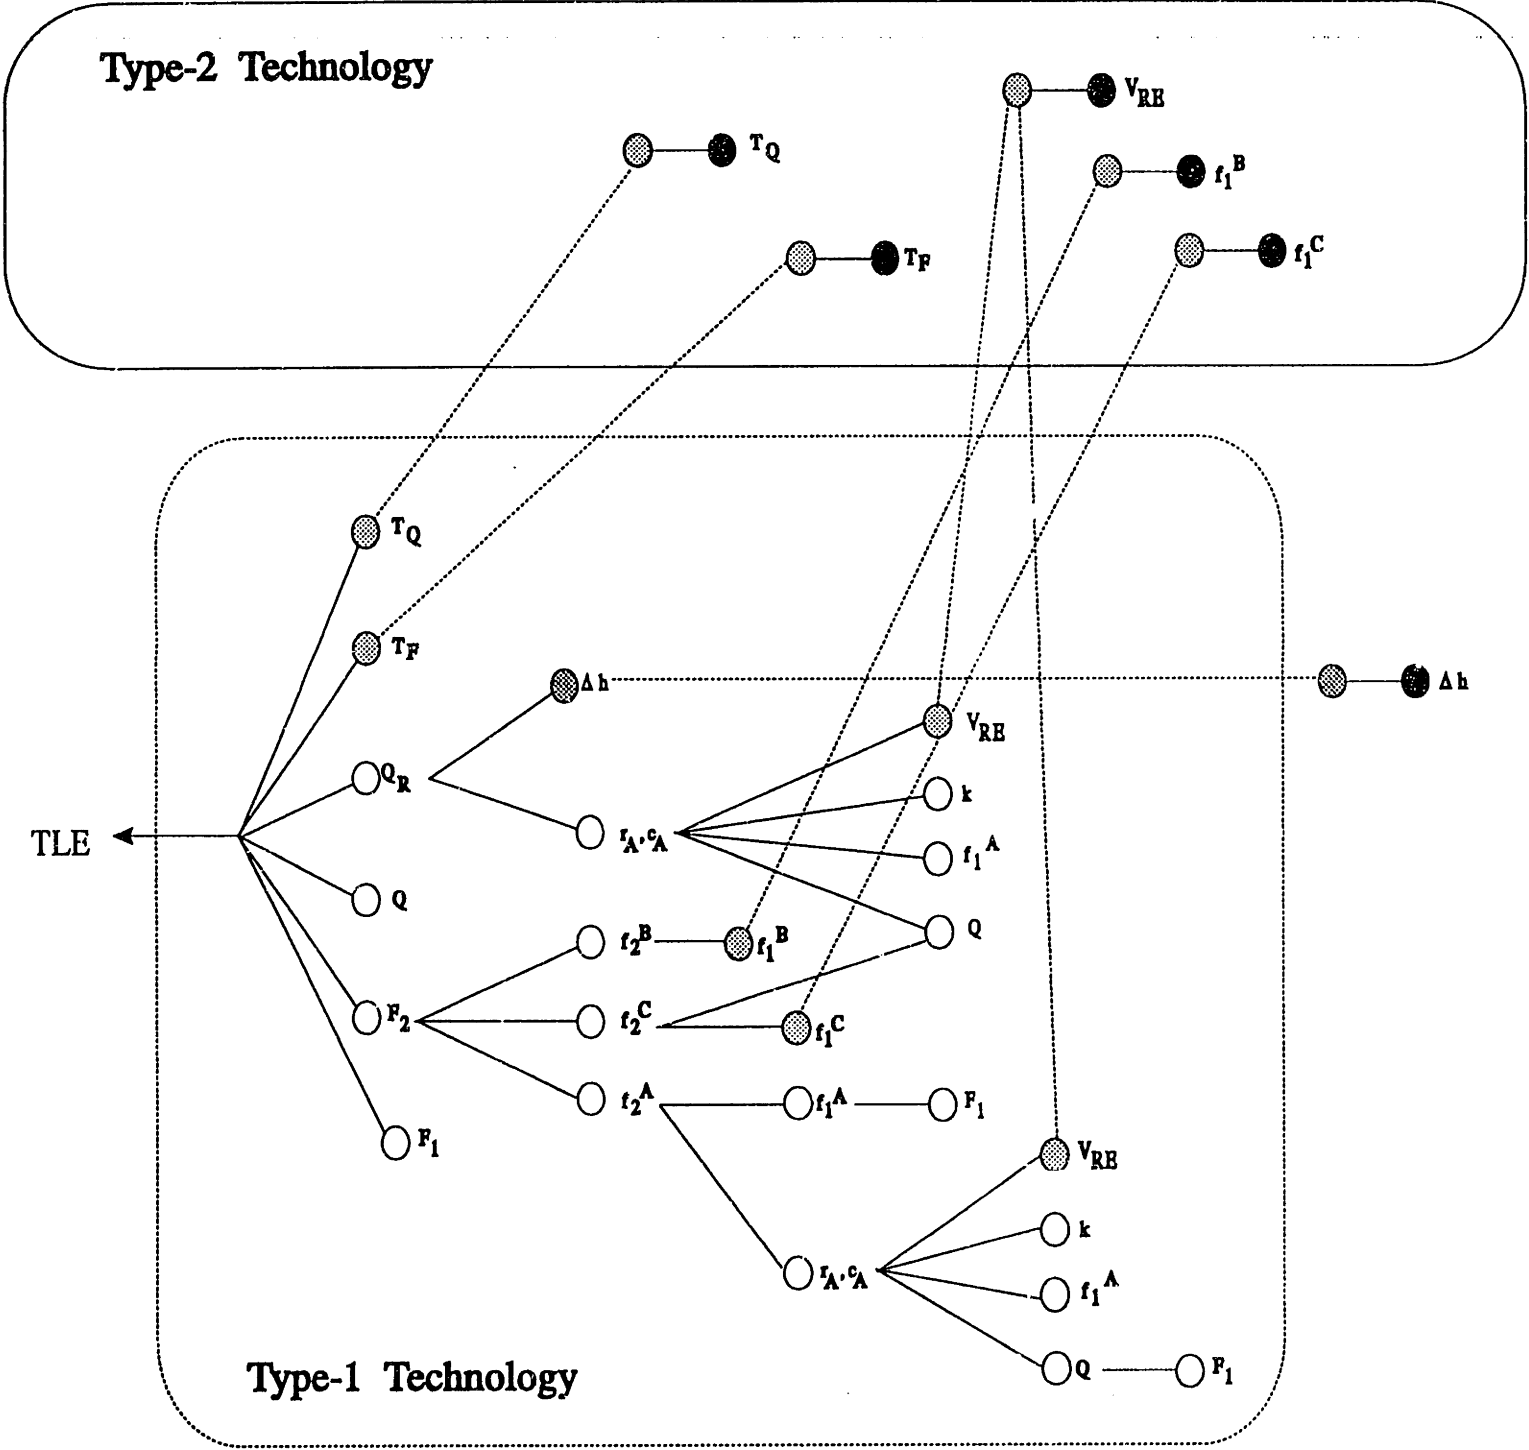 Type-2 Technology
V_RE
T_Q
f_1^B
f_1^C
T_F
T_Q
T_F
Δh
Δh
V_RE
Q_R
k
TLE
r_A, c_A
f_1^A
Q
Q
f_2^B
f_1^B
F_2
f_2^C
f_1^C
f_2^A
f_1^A
F_1
F_1
V_RE
k
r_A, c_A
f_1^A
Type-1 Technology
Q
F_1